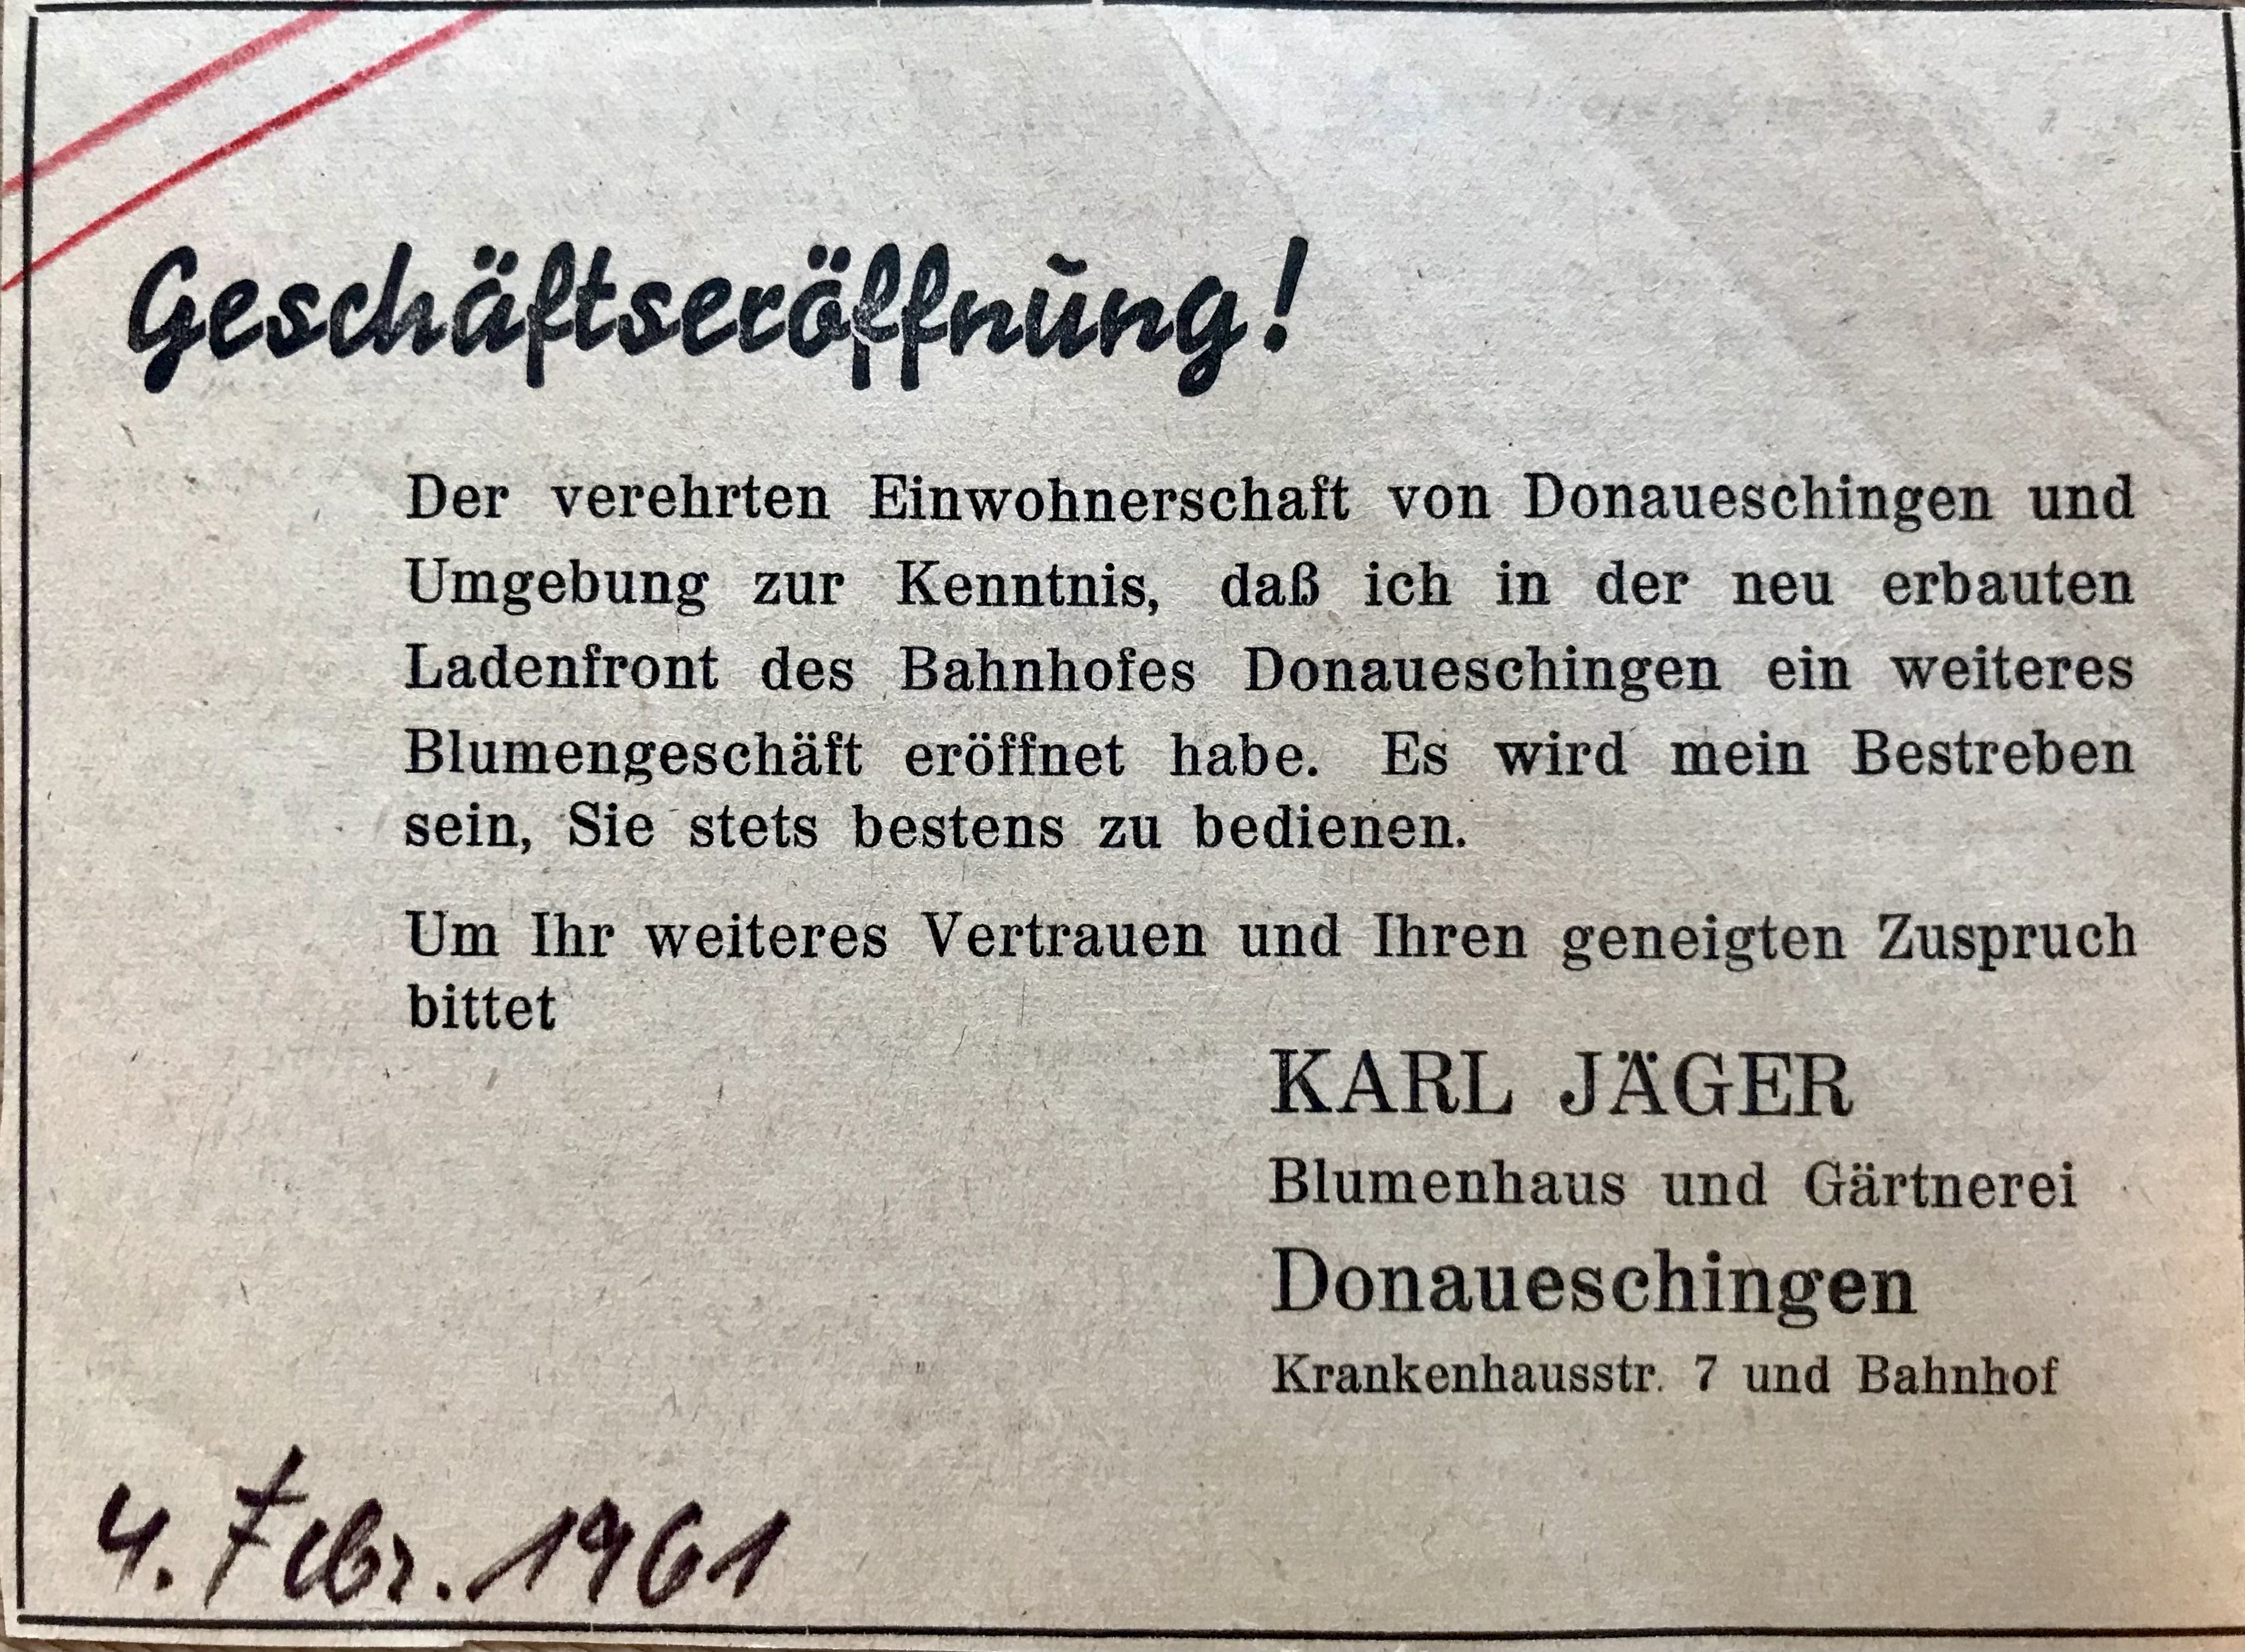 Geschäftseröffnung!
Der verehrten Einwohnerschaft von Donaueschingen und
Umgebung zur Kenntnis, daß ich in der neu erbauten
Ladenfront des Bahnhofes Donaueschingen ein weiteres
Blumengeschäft eröffnet habe. Es wird mein Bestreben
sein, Sie stets bestens zu bedienen.
Um Ihr weiteres Vertrauen und Ihren geneigten Zuspruch
bittet
KARL JÄGER
Blumenhaus und Gärtnerei
Donaueschingen
Krankenhausstr. 7 und Bahnhof
4. Febr. 1961